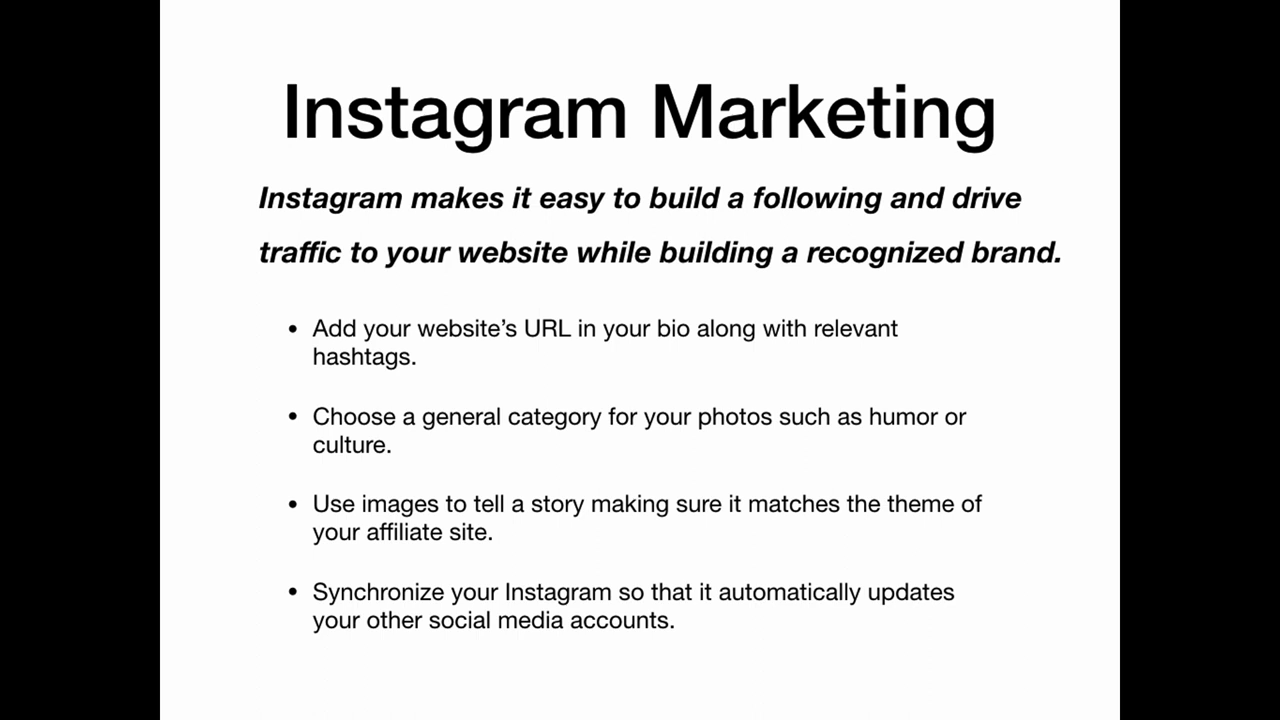 Instagram Marketing
Instagram makes it easy to build a following and drive
traffic to your website while building a recognized brand.
• Add your website’s URL in your bio along with relevant
hashtags.
• Choose a general category for your photos such as humor or
culture.
• Use images to tell a story making sure it matches the theme of
your affiliate site.
• Synchronize your Instagram so that it automatically updates
your other social media accounts.